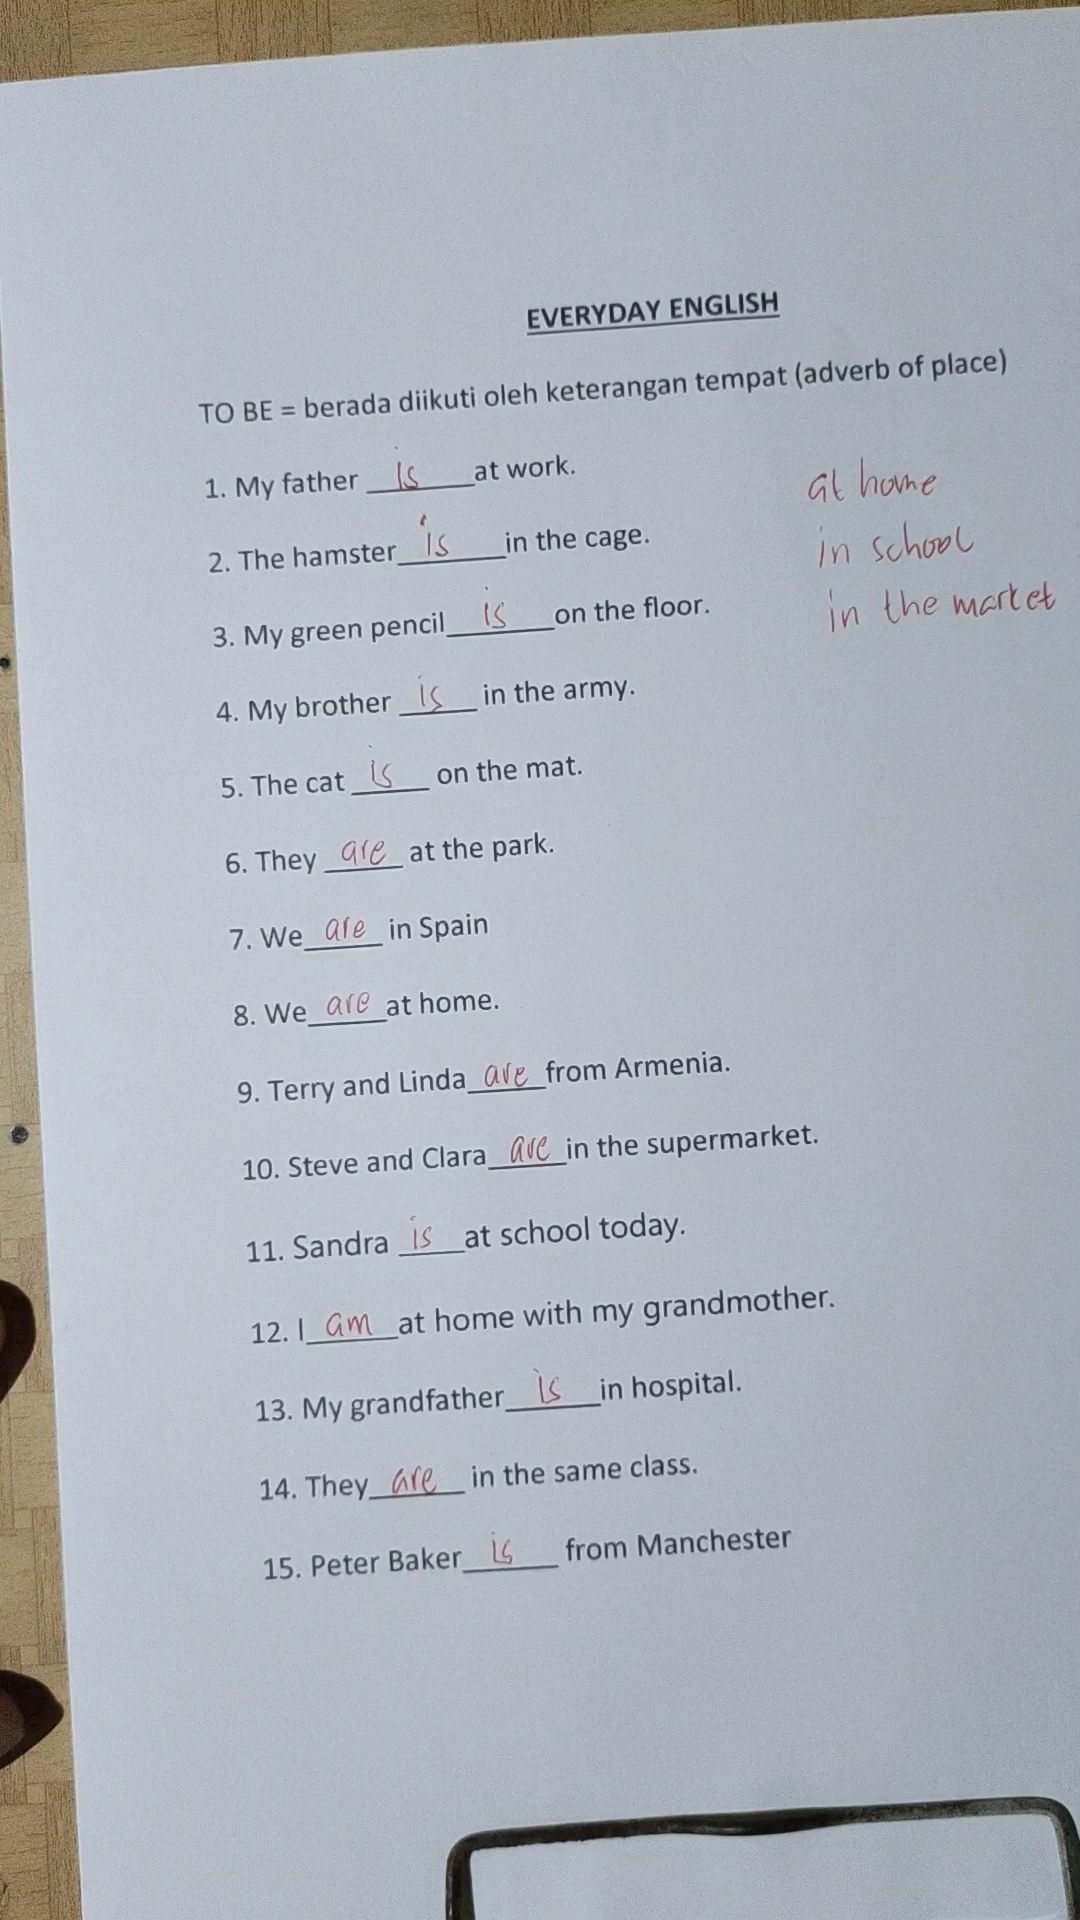 EVERYDAY ENGLISH
TO BE = berada diikuti oleh keterangan tempat (adverb of place)
1. My father is at work.
2. The hamster is in the cage.
3. My green pencil is on the floor.
4. My brother is in the army.
5. The cat is on the mat.
6. They are at the park.
7. We are in Spain
8. We are at home.
9. Terry and Linda are from Armenia.
10. Steve and Clara are in the supermarket.
11. Sandra is at school today.
12. I am at home with my grandmother.
13. My grandfather is in hospital.
14. They are in the same class.
15. Peter Baker is from Manchester
at home
in school
in the market